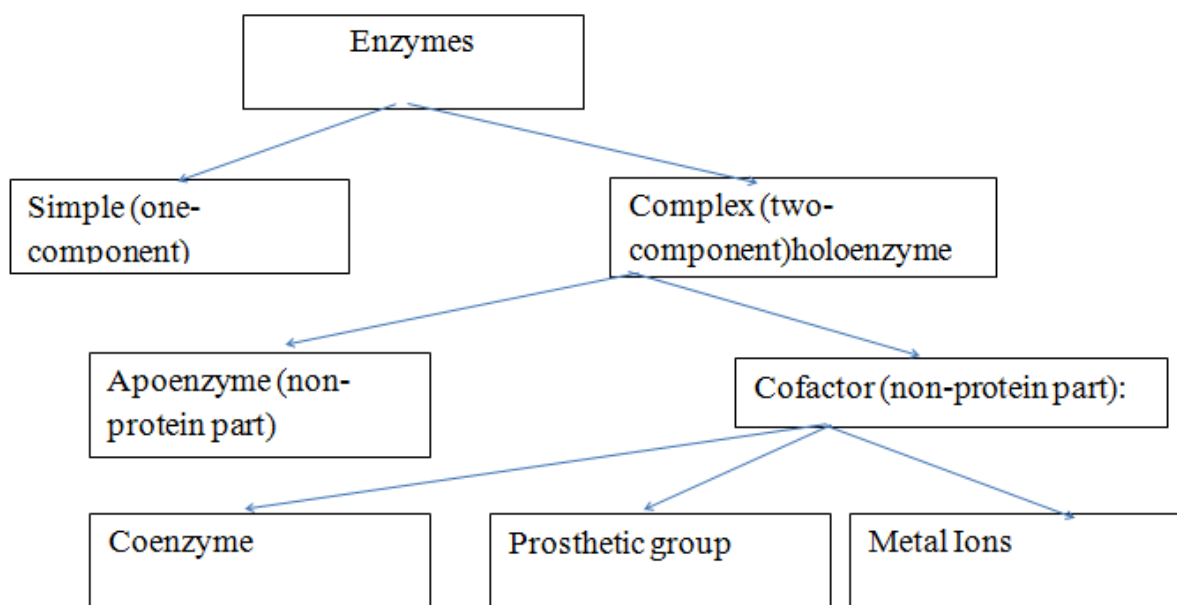 Enzymes
Simple (one-
component)
Complex (two-
component)holoenzyme
Apoenzyme (non-
protein part)
Cofactor (non-protein part):
Coenzyme
Prosthetic group
Metal Ions